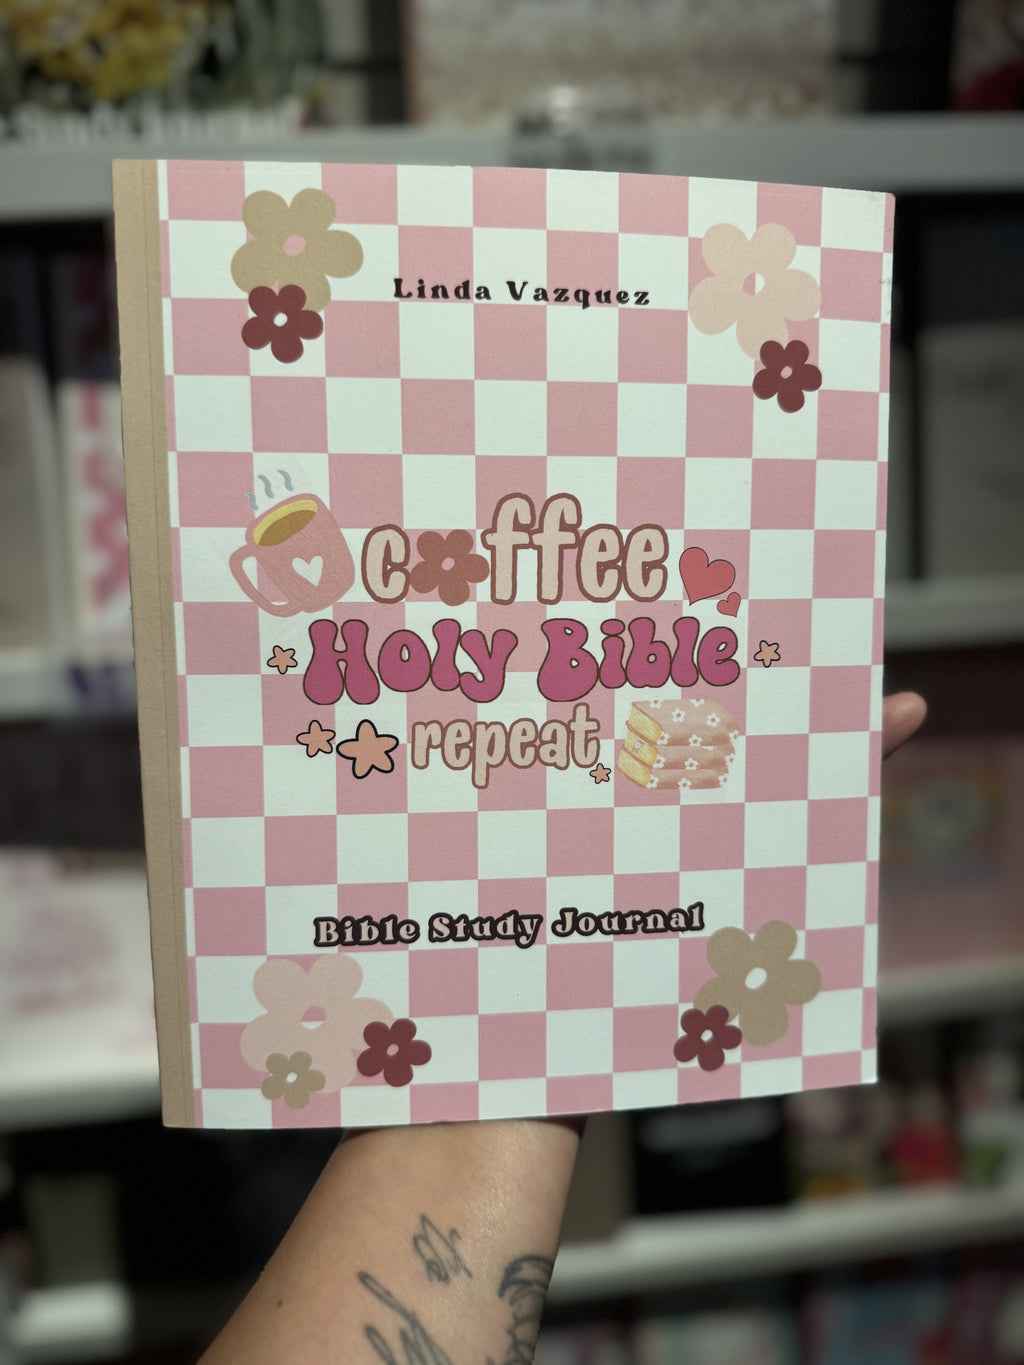 Linda Vazquez
coffee
Holy Bible
repeat
Bible Study Journal